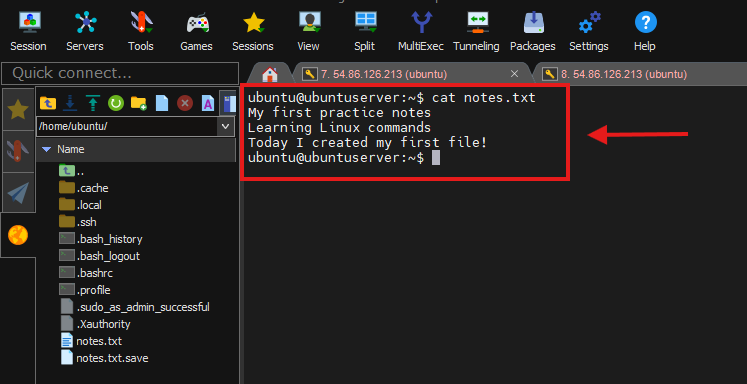 Session Servers Tools Games Sessions View Split MultiExec Tunneling Packages Settings Help
Quick connect...
7. 54.86.126.213 (ubuntu)
8. 54.86.126.213 (ubuntu)
/home/ubuntu/
Name
..
.cache
.local
.ssh
.bash_history
.bash_logout
.bashrc
.profile
.sudo_as_admin_successful
.Xauthority
notes.txt
notes.txt.save
ubuntu@ubuntuserver:~$ cat notes.txt
My first practice notes
Learning Linux commands
Today I created my first file!
ubuntu@ubuntuserver:~$